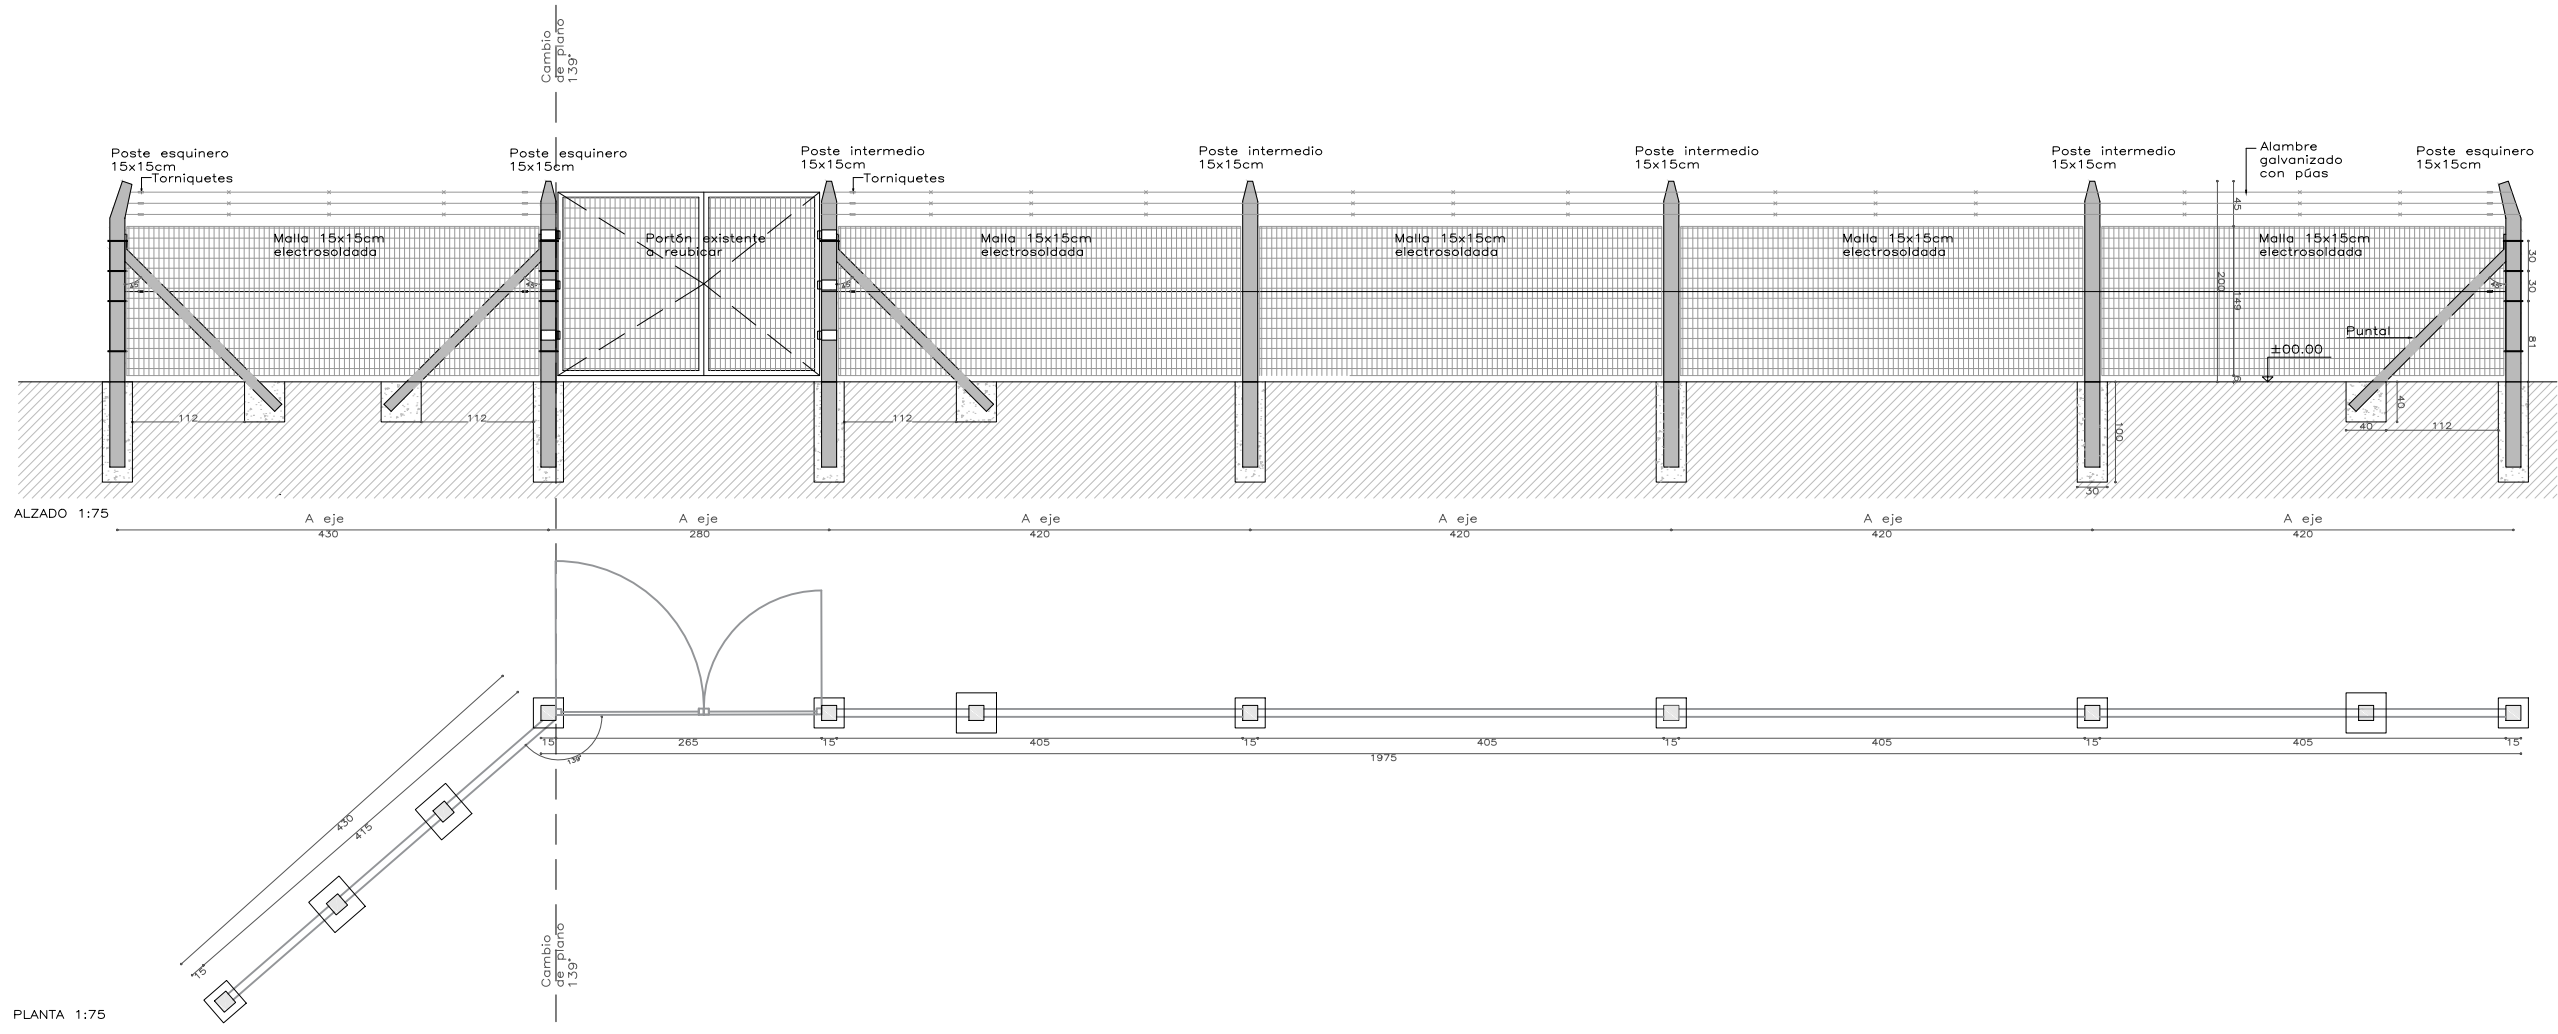 Cambio
de plano
139°
Poste esquinero
15x15cm
Torniquetes
Poste esquinero
15x15cm
Poste intermedio
15x15cm
Torniquetes
Poste intermedio
15x15cm
Poste intermedio
15x15cm
Poste intermedio
15x15cm
Alambre
galvanizado
con púas
Poste esquinero
15x15cm
Malla 15x15cm
electrosoldada
Portón existente
a reubicar
Malla 15x15cm
electrosoldada
Malla 15x15cm
electrosoldada
Malla 15x15cm
electrosoldada
Malla 15x15cm
electrosoldada
45
200
149
6
30
30
81
45°
45°
45°
45°
Puntal
±00.00
112
112
112
40
40
112
100
30
ALZADO 1:75
A eje
430
A eje
280
A eje
420
A eje
420
A eje
420
A eje
420
15
265
15
405
15
405
15
405
15
405
15
1975
139°
430
415
15
Cambio
de plano
139°
PLANTA 1:75